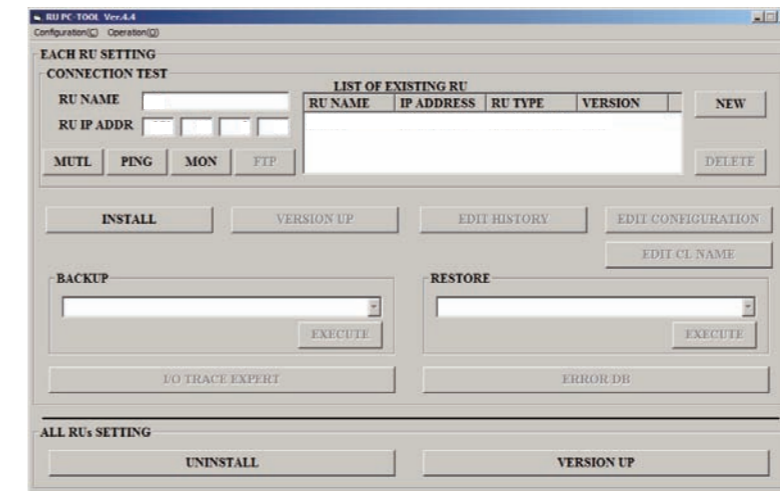 RU PC-TOOL Ver.4.4
Configuration(C) Operation(O)
EACH RU SETTING
CONNECTION TEST
LIST OF EXISTING RU
RU NAME
RU NAME IP ADDRESS RU TYPE VERSION
NEW
RU IP ADDR
MUTL PING MON FTP
DELETE
INSTALL VERSION UP EDIT HISTORY EDIT CONFIGURATION
EDIT CL NAME
BACKUP RESTORE
EXECUTE EXECUTE
I/O TRACE EXPERT ERROR DB
ALL RUs SETTING
UNINSTALL VERSION UP